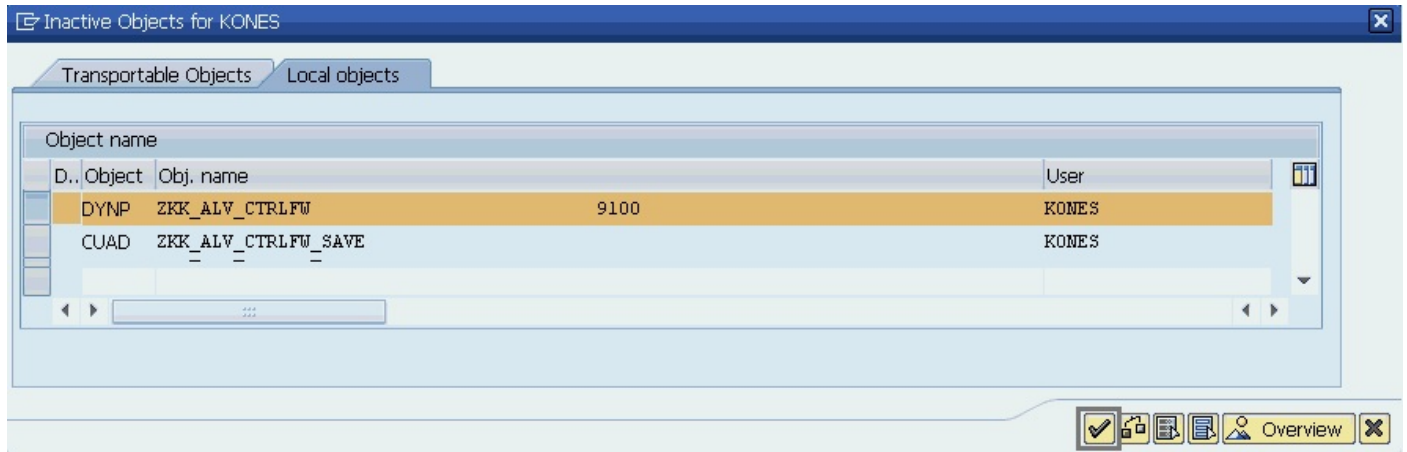 Inactive Objects for KONES
Transportable Objects Local objects
Object name
D.. Object Obj. name User
DYNP ZKK_ALV_CTRLFW 9100 KONES
CUAD ZKK_ALV_CTRLFW_SAVE KONES
Overview